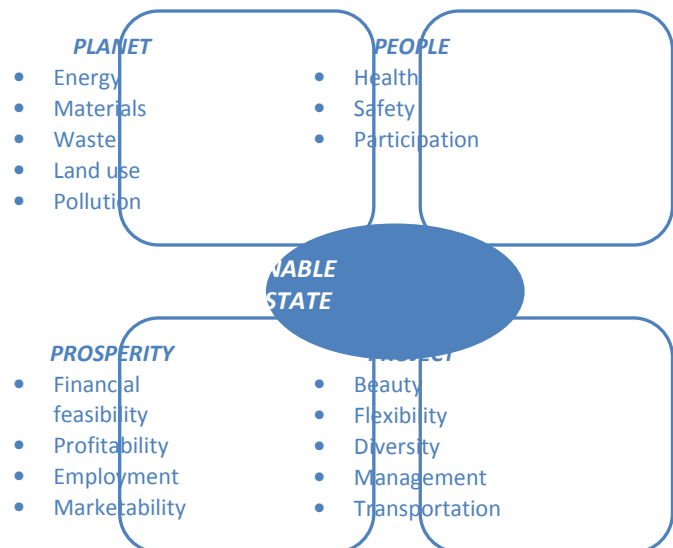 PLANET
• Energy
• Materials
• Waste
• Land use
• Pollution
PEOPLE
• Health
• Safety
• Participation
NABLE
STATE
PROSPERITY
• Financial
feasibility
• Profitability
• Employment
• Marketability
PROJECT
• Beauty
• Flexibility
• Diversity
• Management
• Transportation